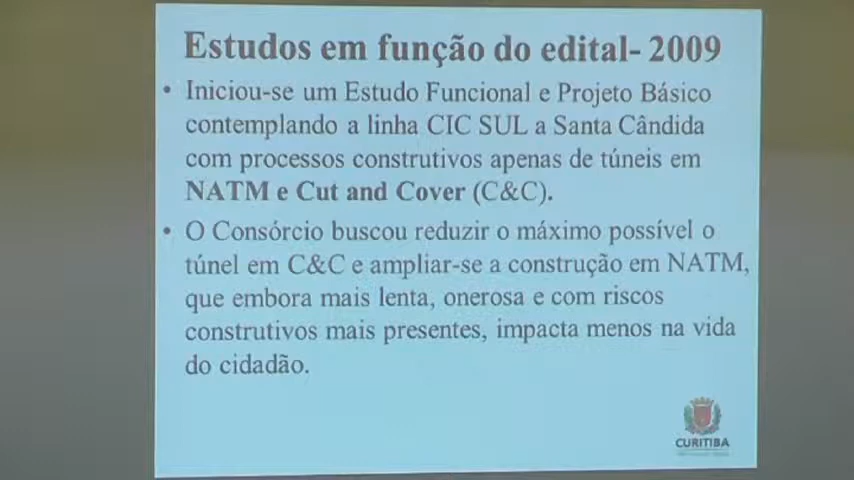 Estudos em função do edital- 2009
• Iniciou-se um Estudo Funcional e Projeto Básico
contemplando a linha CIC SUL a Santa Cândida
com processos construtivos apenas de túneis em
NATM e Cut and Cover (C&C).
• O Consórcio buscou reduzir o máximo possível o
túnel em C&C e ampliar-se a construção em NATM,
que embora mais lenta, onerosa e com riscos
construtivos mais presentes, impacta menos na vida
do cidadão.
CURITIBA